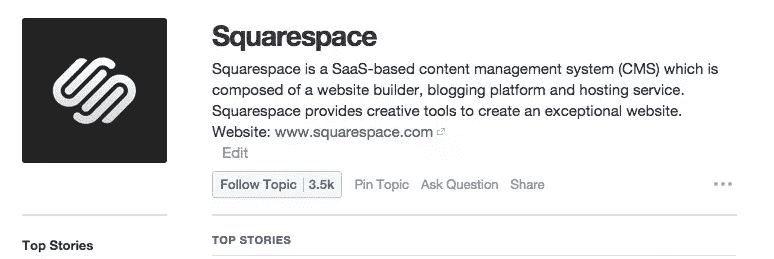 Squarespace
Squarespace is a SaaS-based content management system (CMS) which is
composed of a website builder, blogging platform and hosting service.
Squarespace provides creative tools to create an exceptional website.
Website: www.squarespace.com
Edit
Follow Topic | 3.5k Pin Topic Ask Question Share
Top Stories
TOP STORIES